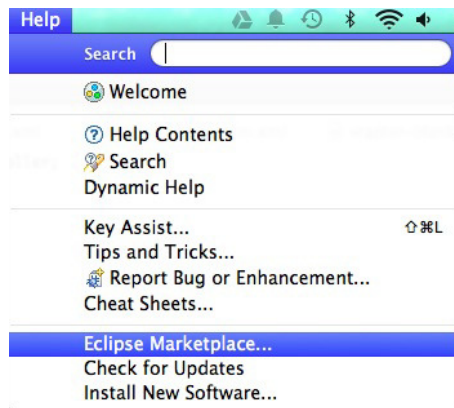 Help
Search
Welcome
Help Contents
Search
Dynamic Help
Key Assist... ⇧⌘L
Tips and Tricks...
Report Bug or Enhancement...
Cheat Sheets...
Eclipse Marketplace...
Check for Updates
Install New Software...